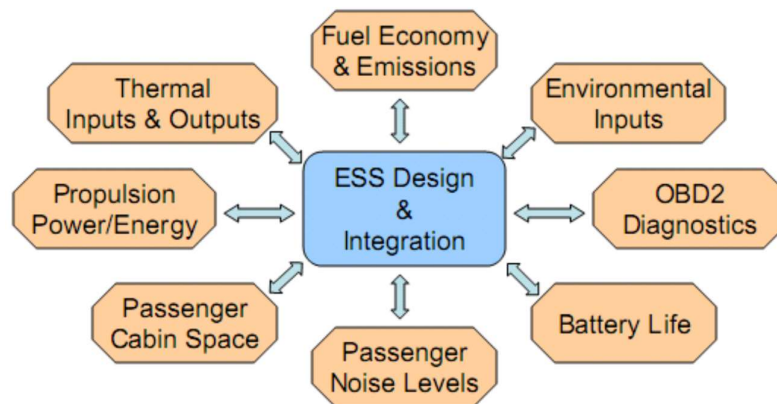 Fuel Economy
& Emissions
Thermal
Inputs & Outputs
Environmental
Inputs
ESS Design
&
Integration
Propulsion
Power/Energy
OBD2
Diagnostics
Passenger
Cabin Space
Battery Life
Passenger
Noise Levels